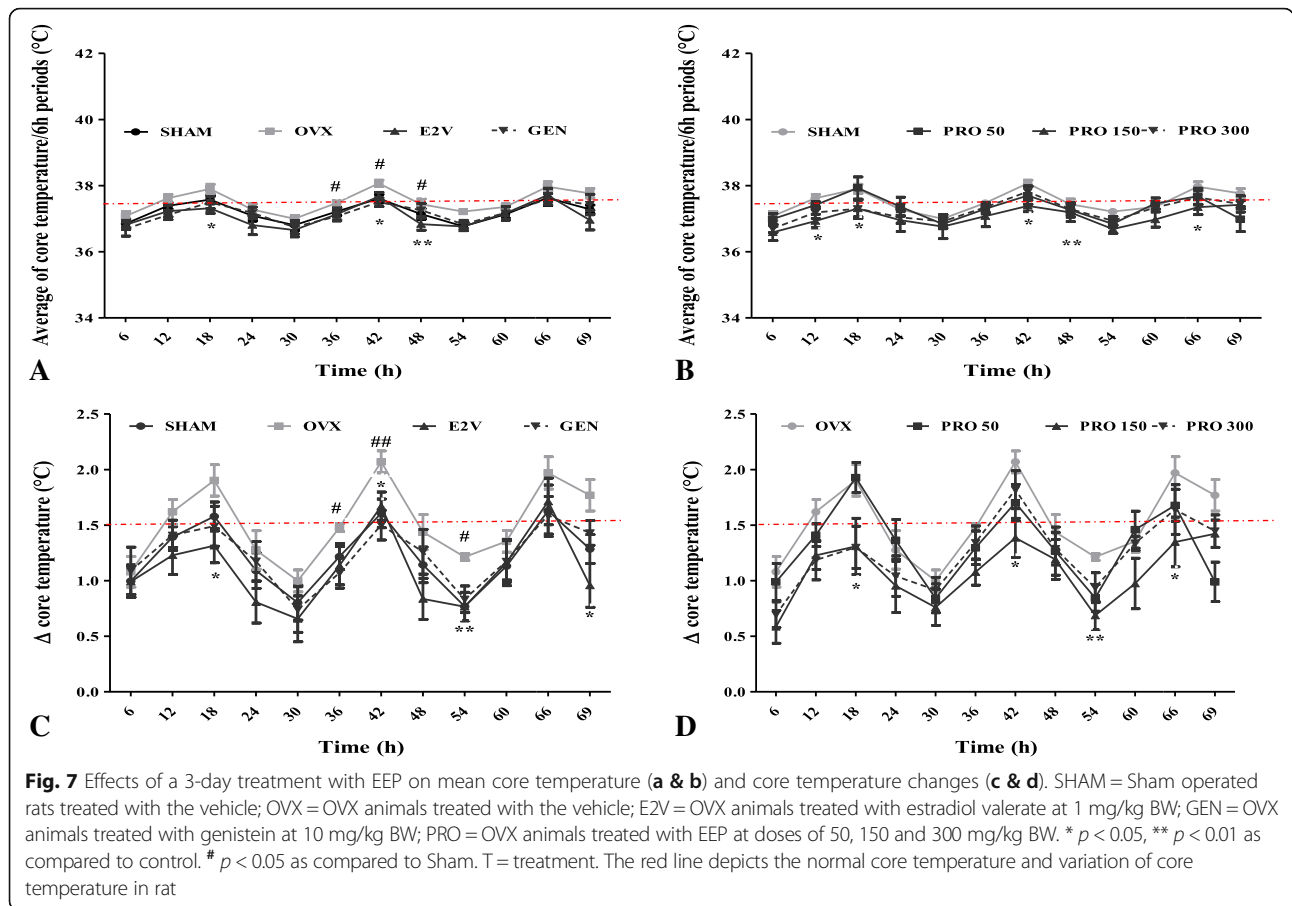 Average of core temperature/6h periods (°C)
42
40
38
36
34
SHAM OVX E2V GEN
# # #
* * **
6 12 18 24 30 36 42 48 54 60 66 69
Time (h)
A
Average of core temperature/6h periods (°C)
42
40
38
36
34
SHAM PRO 50 PRO 150 PRO 300
* * * ** *
6 12 18 24 30 36 42 48 54 60 66 69
Time (h)
B
Δ core temperature (°C)
2.5
2.0
1.5
1.0
0.5
0.0
SHAM OVX E2V GEN
##
*
# #
* ** *
6 12 18 24 30 36 42 48 54 60 66 69
Time (h)
C
Δ core temperature (°C)
2.5
2.0
1.5
1.0
0.5
0.0
OVX PRO 50 PRO 150 PRO 300
* * ** *
6 12 18 24 30 36 42 48 54 60 66 69
Time (h)
D
Fig. 7 Effects of a 3-day treatment with EEP on mean core temperature (a & b) and core temperature changes (c & d). SHAM = Sham operated
rats treated with the vehicle; OVX = OVX animals treated with the vehicle; E2V = OVX animals treated with estradiol valerate at 1 mg/kg BW; GEN = OVX
animals treated with genistein at 10 mg/kg BW; PRO = OVX animals treated with EEP at doses of 50, 150 and 300 mg/kg BW. * p < 0.05, ** p < 0.01 as
compared to control. # p < 0.05 as compared to Sham. T = treatment. The red line depicts the normal core temperature and variation of core
temperature in rat